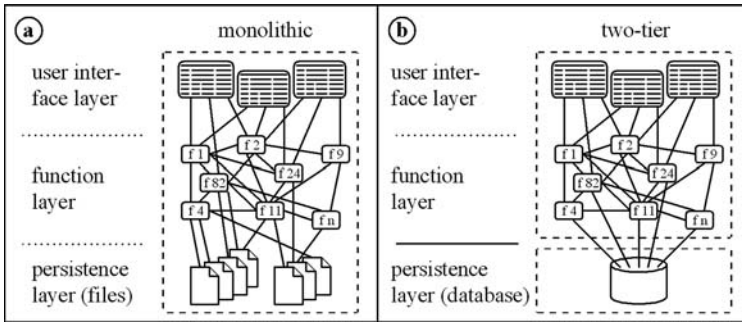 a
monolithic
user inter-
face layer
f 1
f 2
f 9
f 24
f 82
function
layer
f 4
f 11
f n
persistence
layer (files)
b
two-tier
user inter-
face layer
f 1
f 2
f 9
f 24
f 82
function
layer
f 4
f 11
f n
persistence
layer (database)